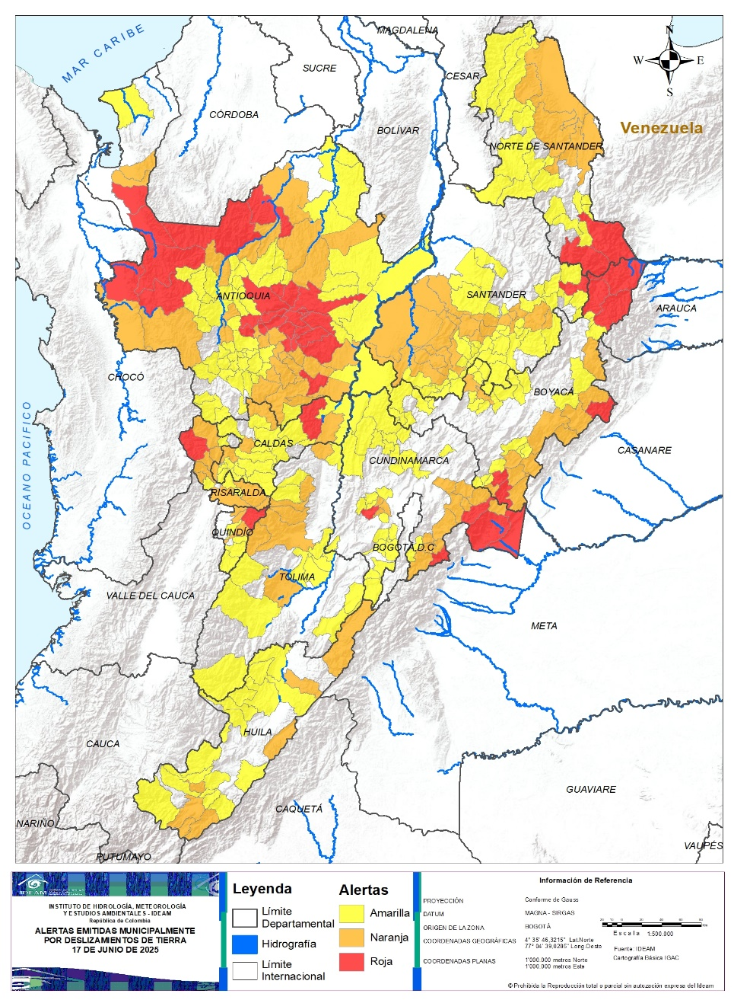 MAGDALENA
MAR CARIBE
N
W
E
S
SUCRE
CESAR
CÓRDOBA
BOLÍVAR
Venezuela
NORTE DE SANTANDER
ANTIOQUIA
SANTANDER
ARAUCA
CHOCÓ
BOYACÁ
OCEANO PACIFICO
CALDAS
CASANARE
CUNDINAMARCA
RISARALDA
QUINDÍO
BOGOTÁ,D.C
TOLIMA
VALLE DEL CAUCA
META
HUILA
CAUCA
GUAVIARE
CAQUETÁ
NARIÑO
VAUPÉS
PUTUMAYO
IDEAM
INSTITUTO DE HIDROLOGÍA, METEOROLOGÍA
Y ESTUDIOS AMBIENTALES - IDEAM
República de Colombia
ALERTAS EMITIDAS MUNICIPALMENTE
POR DESLIZAMIENTOS DE TIERRA
17 DE JUNIO DE 2025
Leyenda
Límite
Departamental
Hidrografía
Límite
Internacional
Alertas
Amarilla
Naranja
Roja
Información de Referencia
PROYECCIÓN
Conforme de Gauss
DATUM
MAGNA - SIRGAS
ORIGEN DE LA ZONA
BOGOTÁ
COORDENADAS GEOGRÁFICAS
4° 35' 46,3215" Lat.Norte
77° 04' 39,0285" Long.Oeste
COORDENADAS PLANAS
1'000.000 metros Norte
1'000.000 metros Este
Escala 1:500.000
Fuente: IDEAM
Cartografía Básica IGAC
© Prohibida la Reproducción total o parcial sin autozación expresa del Ideam